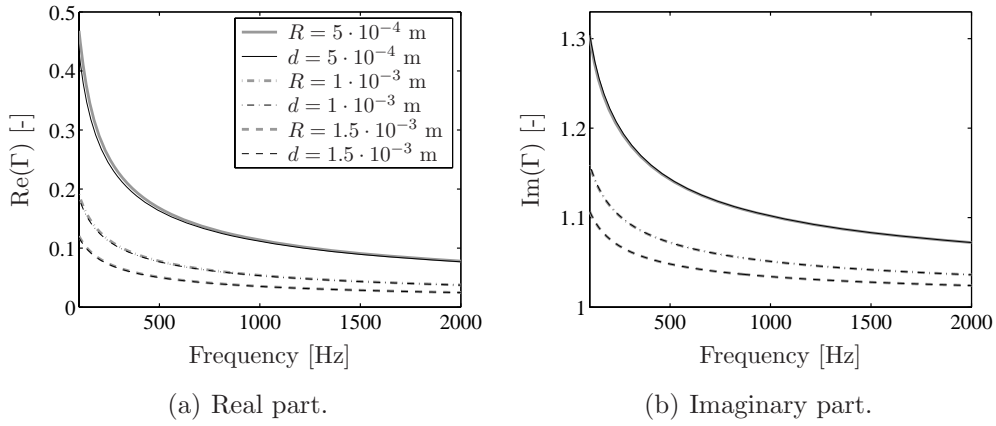 0.5
0.4
0.3
0.2
0.1
0
Re(Γ) [-]
R = 5 · 10⁻⁴ m
d = 5 · 10⁻⁴ m
R = 1 · 10⁻³ m
d = 1 · 10⁻³ m
R = 1.5 · 10⁻³ m
d = 1.5 · 10⁻³ m
500 1000 1500 2000
Frequency [Hz]
(a) Real part.
1.3
1.2
1.1
1
Im(Γ) [-]
500 1000 1500 2000
Frequency [Hz]
(b) Imaginary part.